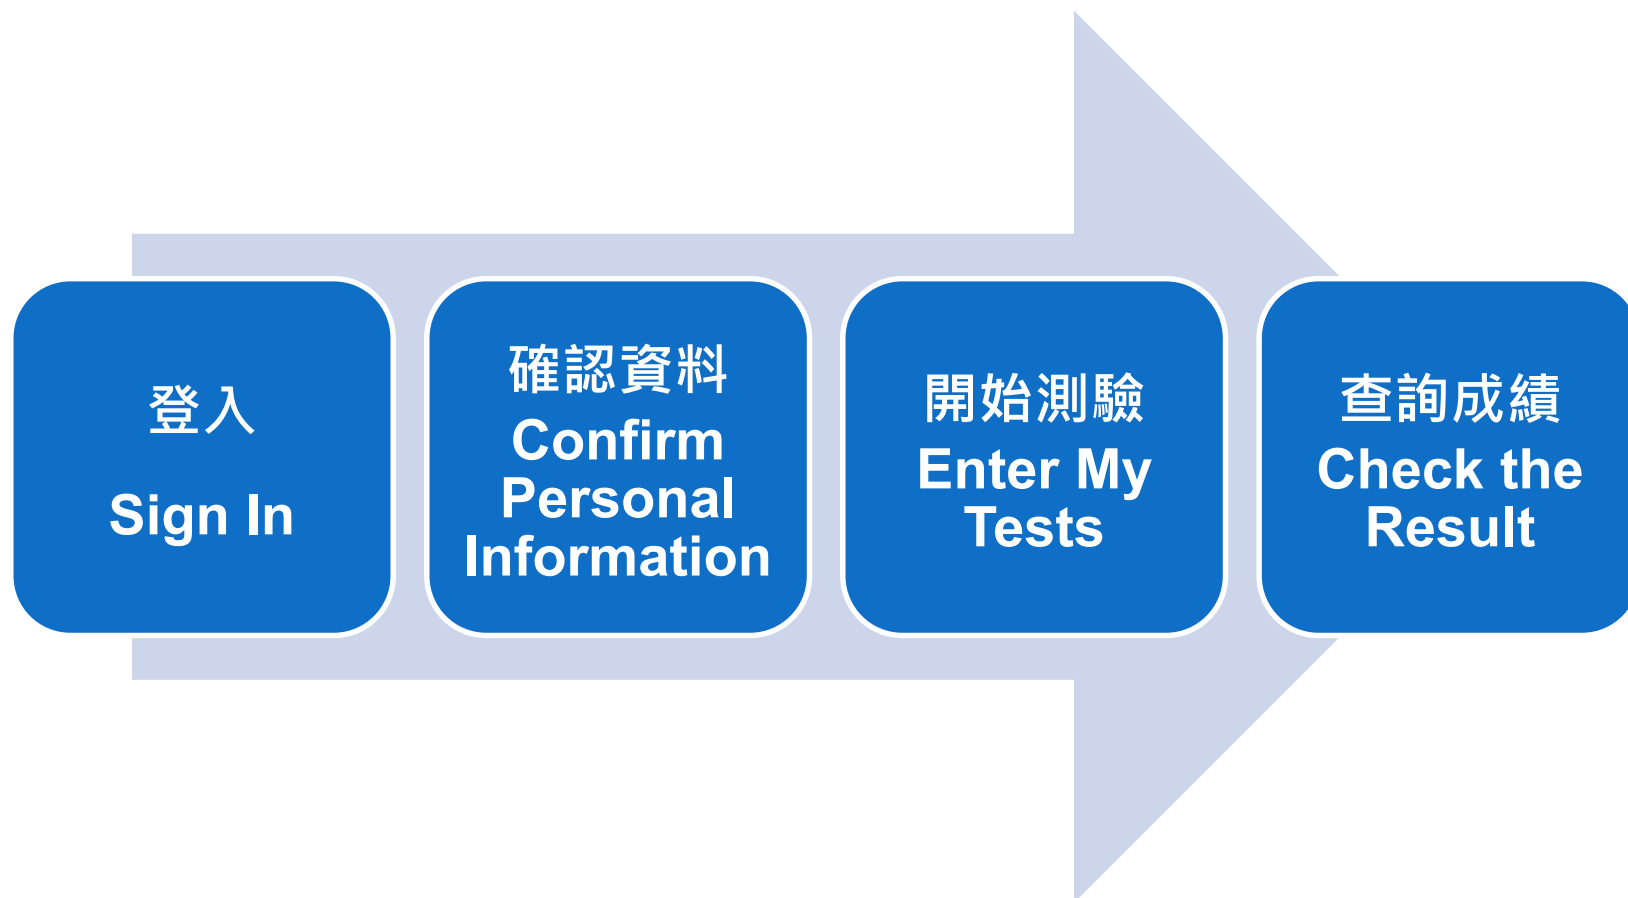 登入
Sign In
確認資料
Confirm
Personal
Information
開始測驗
Enter My
Tests
查詢成績
Check the
Result